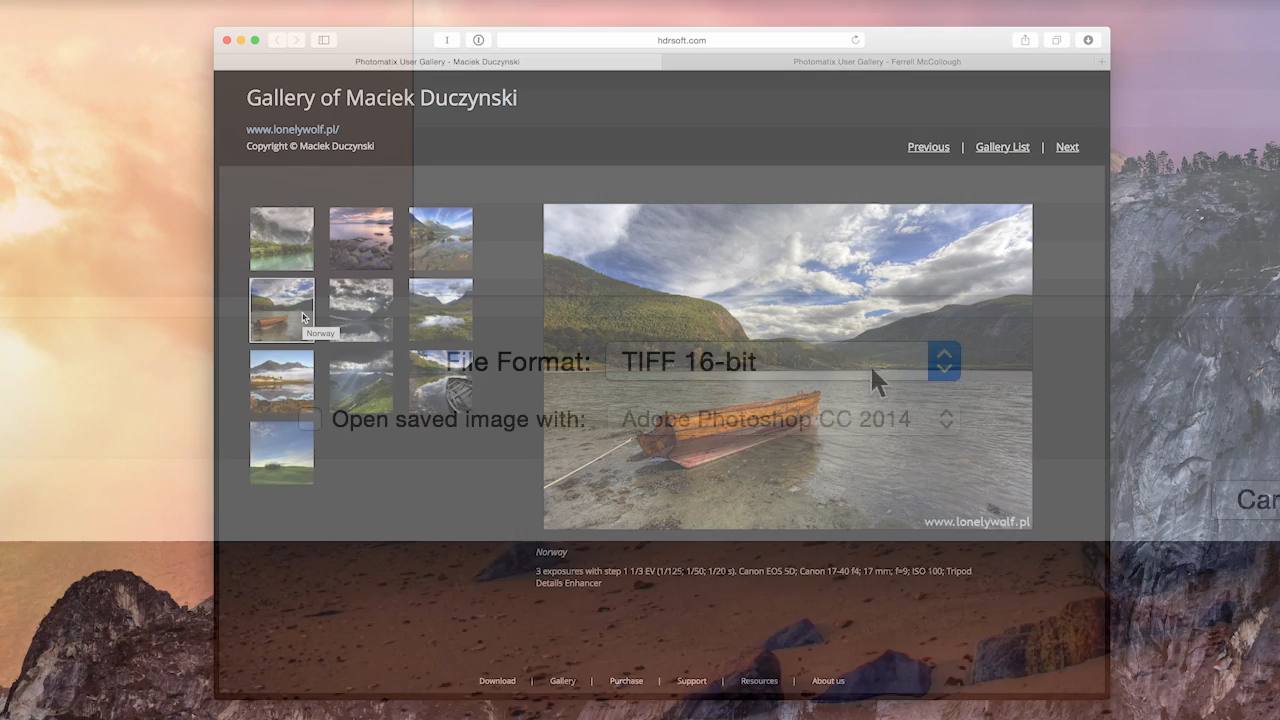 hdrsoft.com
Photomatix User Gallery - Maciek Duczynski
Photomatix User Gallery - Ferrell McCollough
Gallery of Maciek Duczynski
www.lonelywolf.pl/
Copyright © Maciek Duczynski
Previous | Gallery List | Next
Norway
File Format: TIFF 16-bit
Open saved image with: Adobe Photoshop CC 2014
www.lonelywolf.pl
Norway
3 exposures with step 1 1/3 EV (1/125; 1/50; 1/20 s). Canon EOS 5D; Canon 17-40 f4; 17 mm; f=9; ISO 100; Tripod
Details Enhancer
Download | Gallery | Purchase | Support | Resources | About us